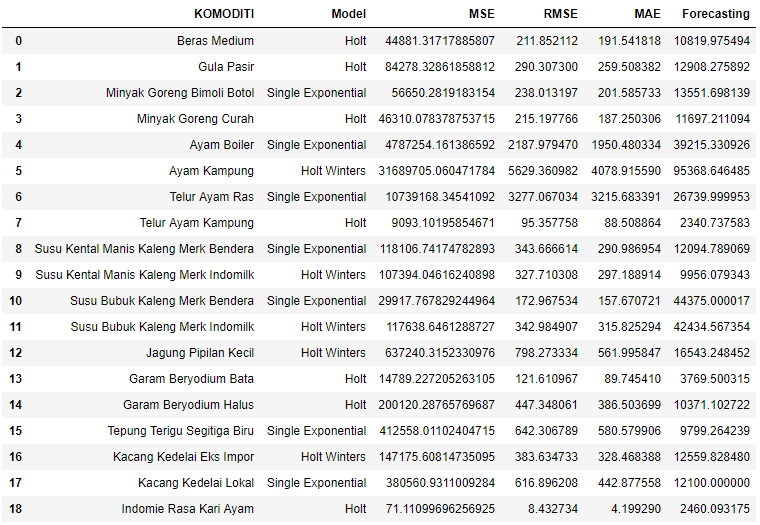 KOMODITI Model MSE RMSE MAE Forecasting
0 Beras Medium Holt 44881.31717885807 211.852112 191.541818 10819.975494
1 Gula Pasir Holt 84278.32861858812 290.307300 259.508382 12908.275892
2 Minyak Goreng Bimoli Botol Single Exponential 56650.2819183154 238.013197 201.585733 13551.698139
3 Minyak Goreng Curah Holt 46310.078378753715 215.197766 187.250306 11697.211094
4 Ayam Boiler Single Exponential 4787254.161386592 2187.979470 1950.480334 39215.330926
5 Ayam Kampung Holt Winters 31689705.060471784 5629.360982 4078.915590 95368.646485
6 Telur Ayam Ras Single Exponential 10739168.34541092 3277.067034 3215.683391 26739.999953
7 Telur Ayam Kampung Holt 9093.10195854671 95.357758 88.508864 2340.737583
8 Susu Kental Manis Kaleng Merk Bendera Single Exponential 118106.74174782893 343.666614 290.986954 12094.789069
9 Susu Kental Manis Kaleng Merk Indomilk Holt Winters 107394.04616240898 327.710308 297.188914 9956.079343
10 Susu Bubuk Kaleng Merk Bendera Single Exponential 29917.767829244964 172.967534 157.670721 44375.000017
11 Susu Bubuk Kaleng Merk Indomilk Holt Winters 117638.6461288727 342.984907 315.825294 42434.567354
12 Jagung Pipilan Kecil Holt Winters 637240.3152330976 798.273334 561.995847 16543.248452
13 Garam Beryodium Bata Holt 14789.227205263105 121.610967 89.745410 3769.500315
14 Garam Beryodium Halus Holt 200120.28765769687 447.348061 386.503699 10371.102722
15 Tepung Terigu Segitiga Biru Single Exponential 412558.01102404715 642.306789 580.579906 9799.264239
16 Kacang Kedelai Eks Impor Holt Winters 147175.60814735095 383.634733 328.468388 12559.828480
17 Kacang Kedelai Lokal Single Exponential 380560.9311009284 616.896208 442.877558 12100.000000
18 Indomie Rasa Kari Ayam Holt 71.11099696256925 8.432734 4.199290 2460.093175